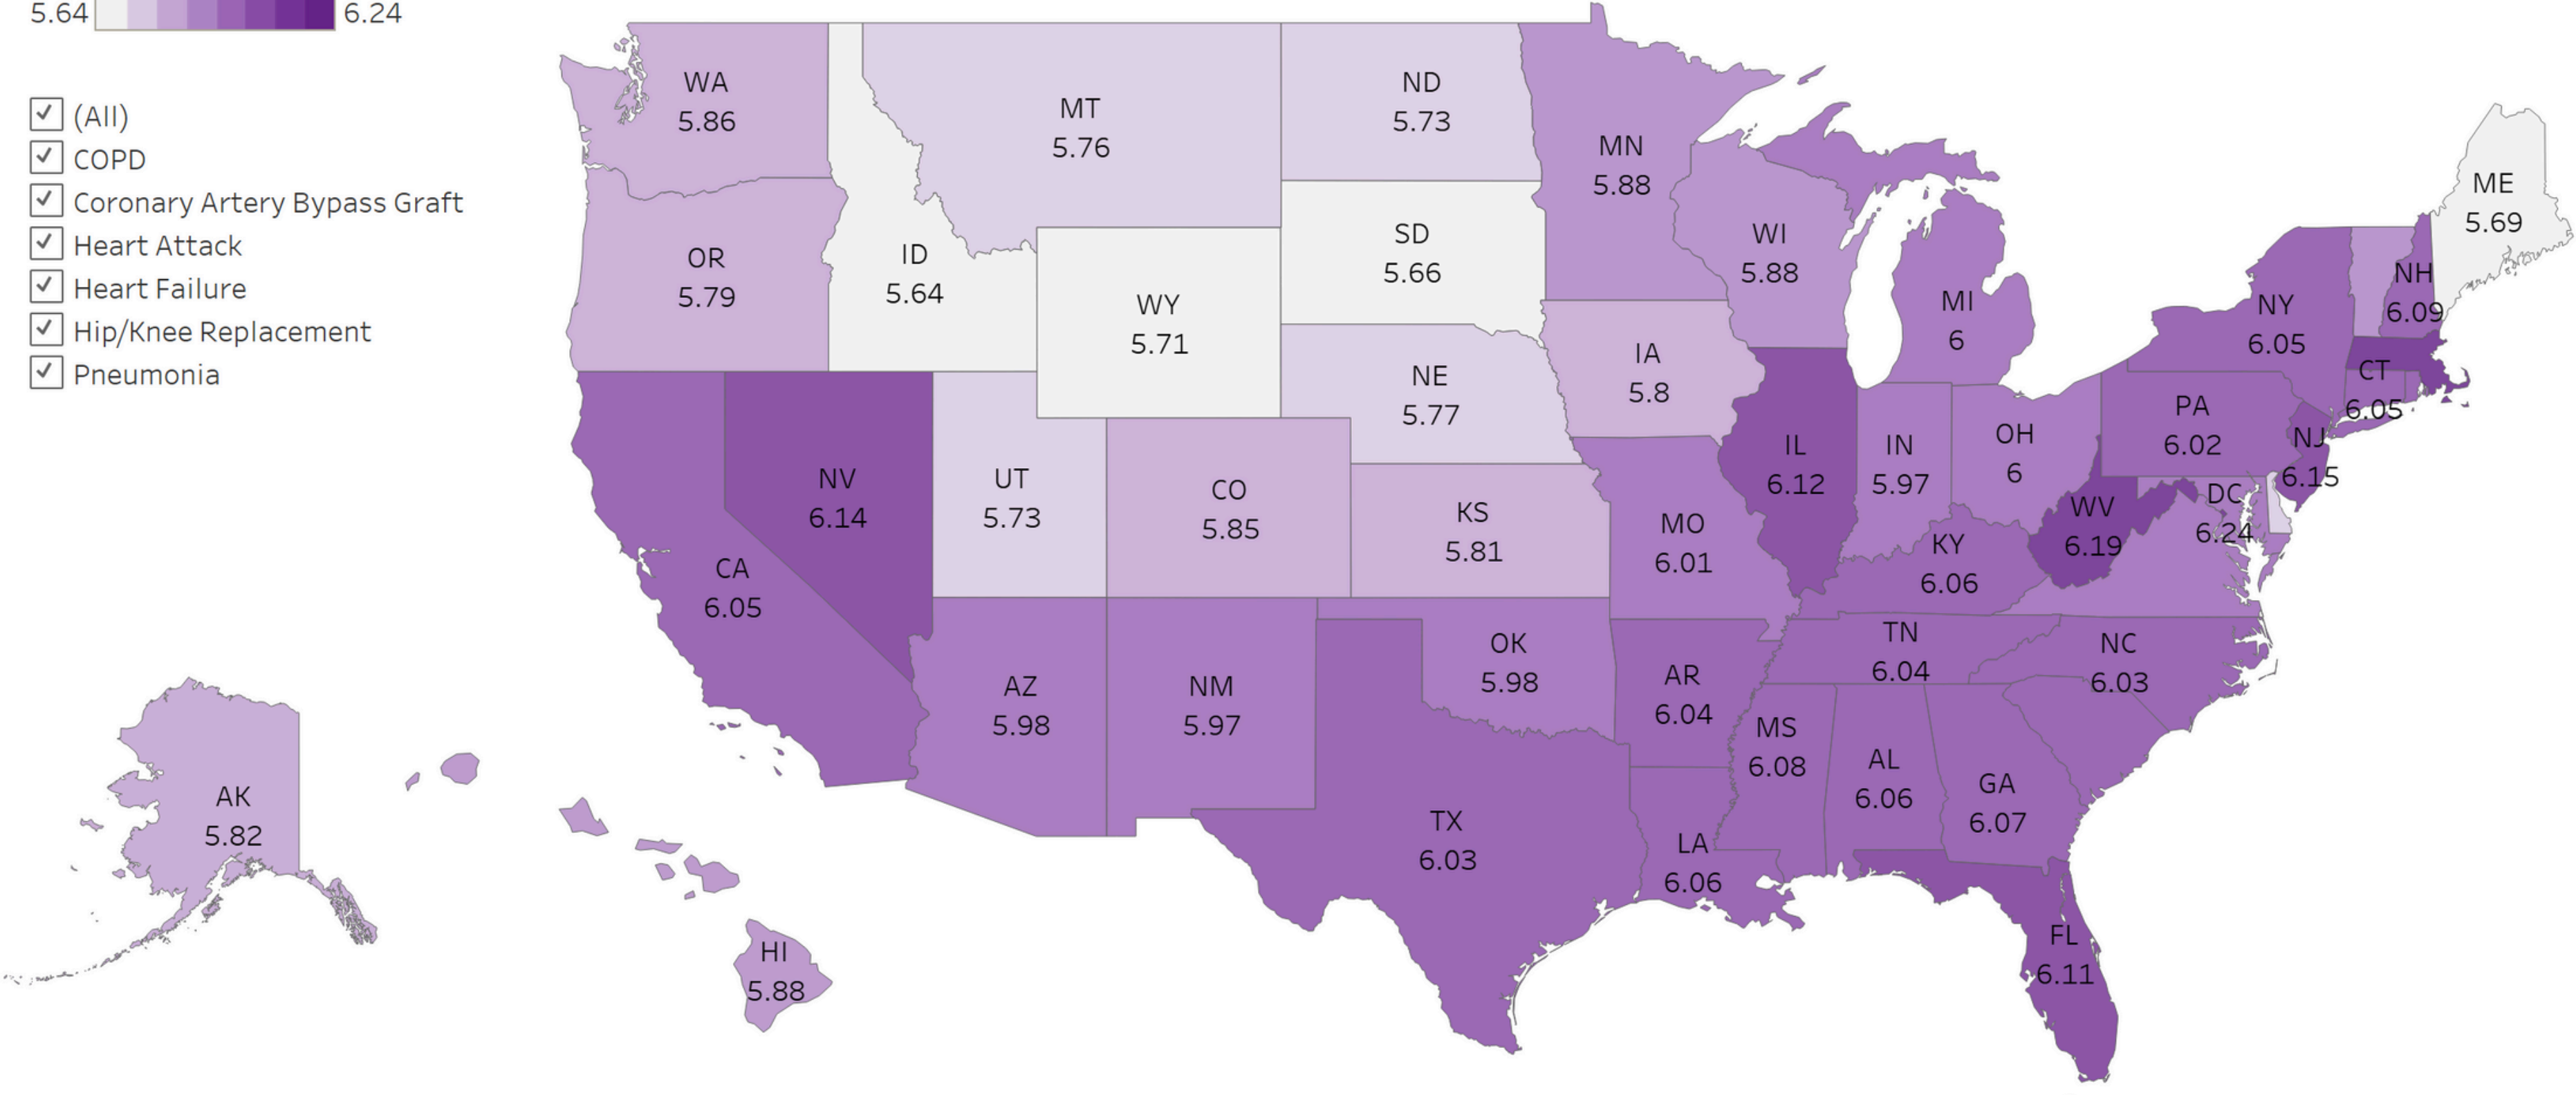 5.64 6.24
(All)
COPD
Coronary Artery Bypass Graft
Heart Attack
Heart Failure
Hip/Knee Replacement
Pneumonia
WA
5.86
MT
5.76
ND
5.73
MN
5.88
ME
5.69
OR
5.79
ID
5.64
WY
5.71
SD
5.66
WI
5.88
MI
6
NY
6.05
NH
6.09
NE
5.77
IA
5.8
CT
6.05
PA
6.02
NJ
6.15
NV
6.14
UT
5.73
CO
5.85
KS
5.81
MO
6.01
IL
6.12
IN
5.97
OH
6
WV
6.19
DC
6.24
CA
6.05
KY
6.06
AZ
5.98
NM
5.97
OK
5.98
AR
6.04
TN
6.04
NC
6.03
MS
6.08
AL
6.06
GA
6.07
AK
5.82
TX
6.03
LA
6.06
HI
5.88
FL
6.11